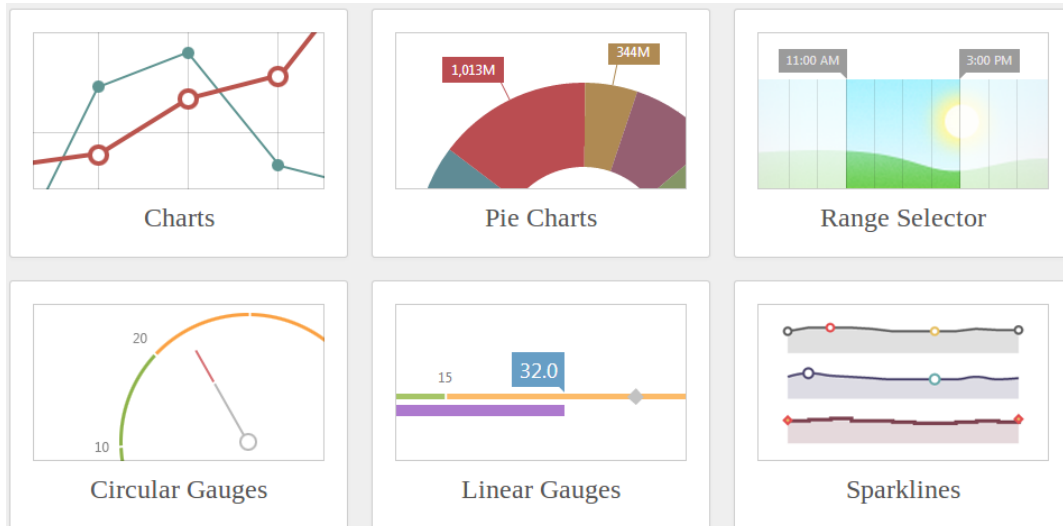 1,013M
344M
11:00 AM
3:00 PM
Charts
Pie Charts
Range Selector
20
10
15
32.0
Circular Gauges
Linear Gauges
Sparklines